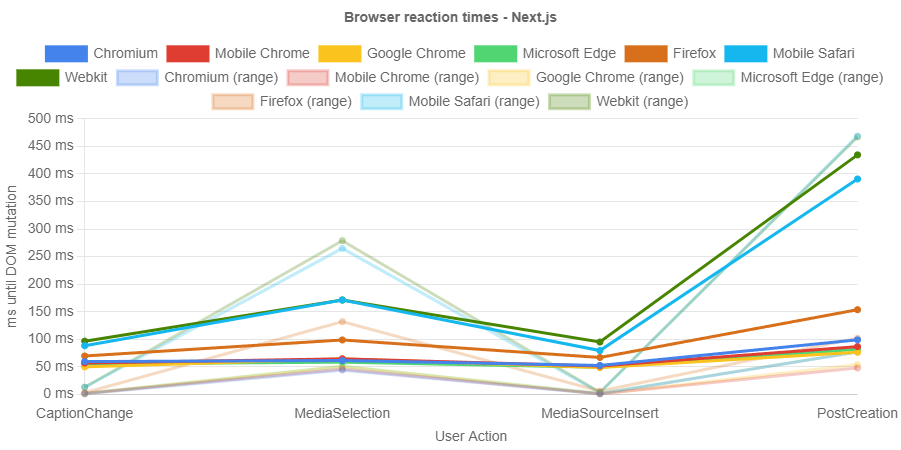 Browser reaction times - Next.js
Chromium Mobile Chrome Google Chrome Microsoft Edge Firefox Mobile Safari
Webkit Chromium (range) Mobile Chrome (range) Google Chrome (range) Microsoft Edge (range)
Firefox (range) Mobile Safari (range) Webkit (range)
500 ms
450 ms
400 ms
350 ms
300 ms
250 ms
200 ms
150 ms
100 ms
50 ms
0 ms
ms until DOM mutation
CaptionChange MediaSelection MediaSourceInsert PostCreation
User Action